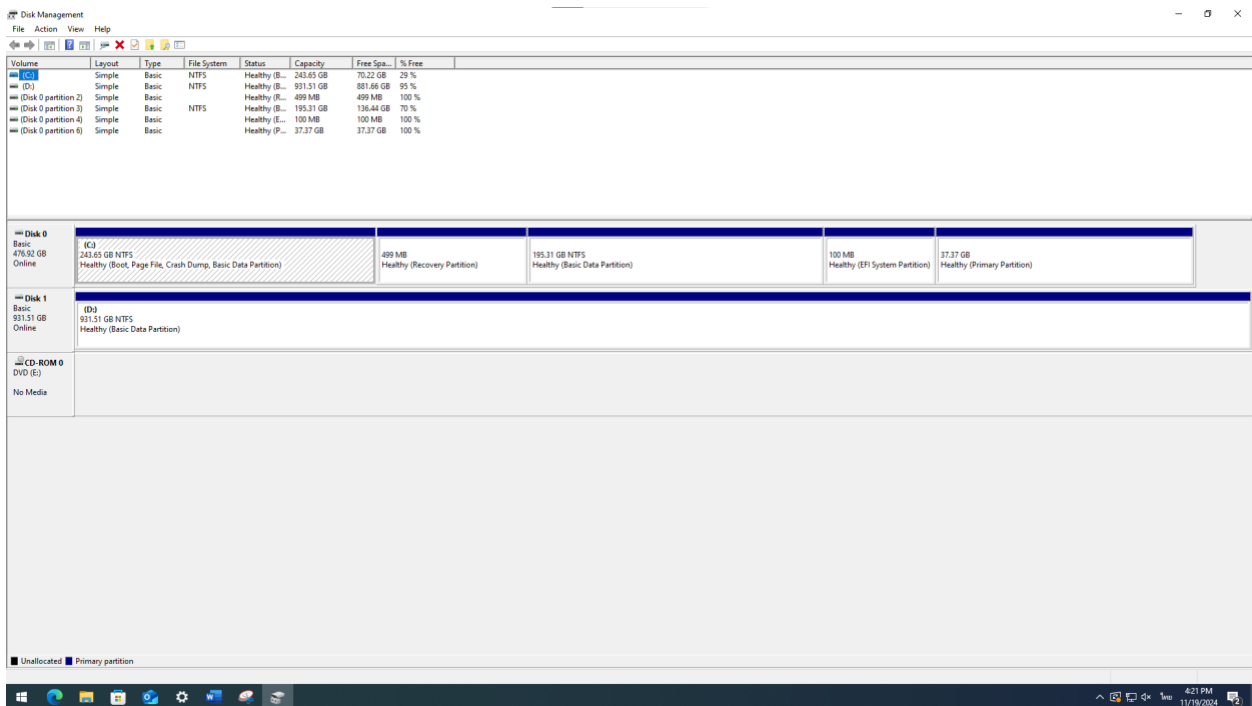 Disk Management
File Action View Help
Volume Layout Type File System Status Capacity Free Spa... % Free
(C:) Simple Basic NTFS Healthy (B... 243.65 GB 70.22 GB 29 %
(D:) Simple Basic NTFS Healthy (B... 931.51 GB 881.66 GB 95 %
(Disk 0 partition 2) Simple Basic Healthy (R... 499 MB 499 MB 100 %
(Disk 0 partition 3) Simple Basic NTFS Healthy (B... 195.31 GB 136.44 GB 70 %
(Disk 0 partition 4) Simple Basic Healthy (E... 100 MB 100 MB 100 %
(Disk 0 partition 6) Simple Basic Healthy (P... 37.37 GB 37.37 GB 100 %
Disk 0
Basic
476.92 GB
Online
(C:)
243.65 GB NTFS
Healthy (Boot, Page File, Crash Dump, Basic Data Partition)
499 MB
Healthy (Recovery Partition)
195.31 GB NTFS
Healthy (Basic Data Partition)
100 MB
Healthy (EFI System Partition)
37.37 GB
Healthy (Primary Partition)
Disk 1
Basic
931.51 GB
Online
(D:)
931.51 GB NTFS
Healthy (Basic Data Partition)
CD-ROM 0
DVD (E:)
No Media
Unallocated Primary partition
ไทย 4:21 PM
11/19/2024 2